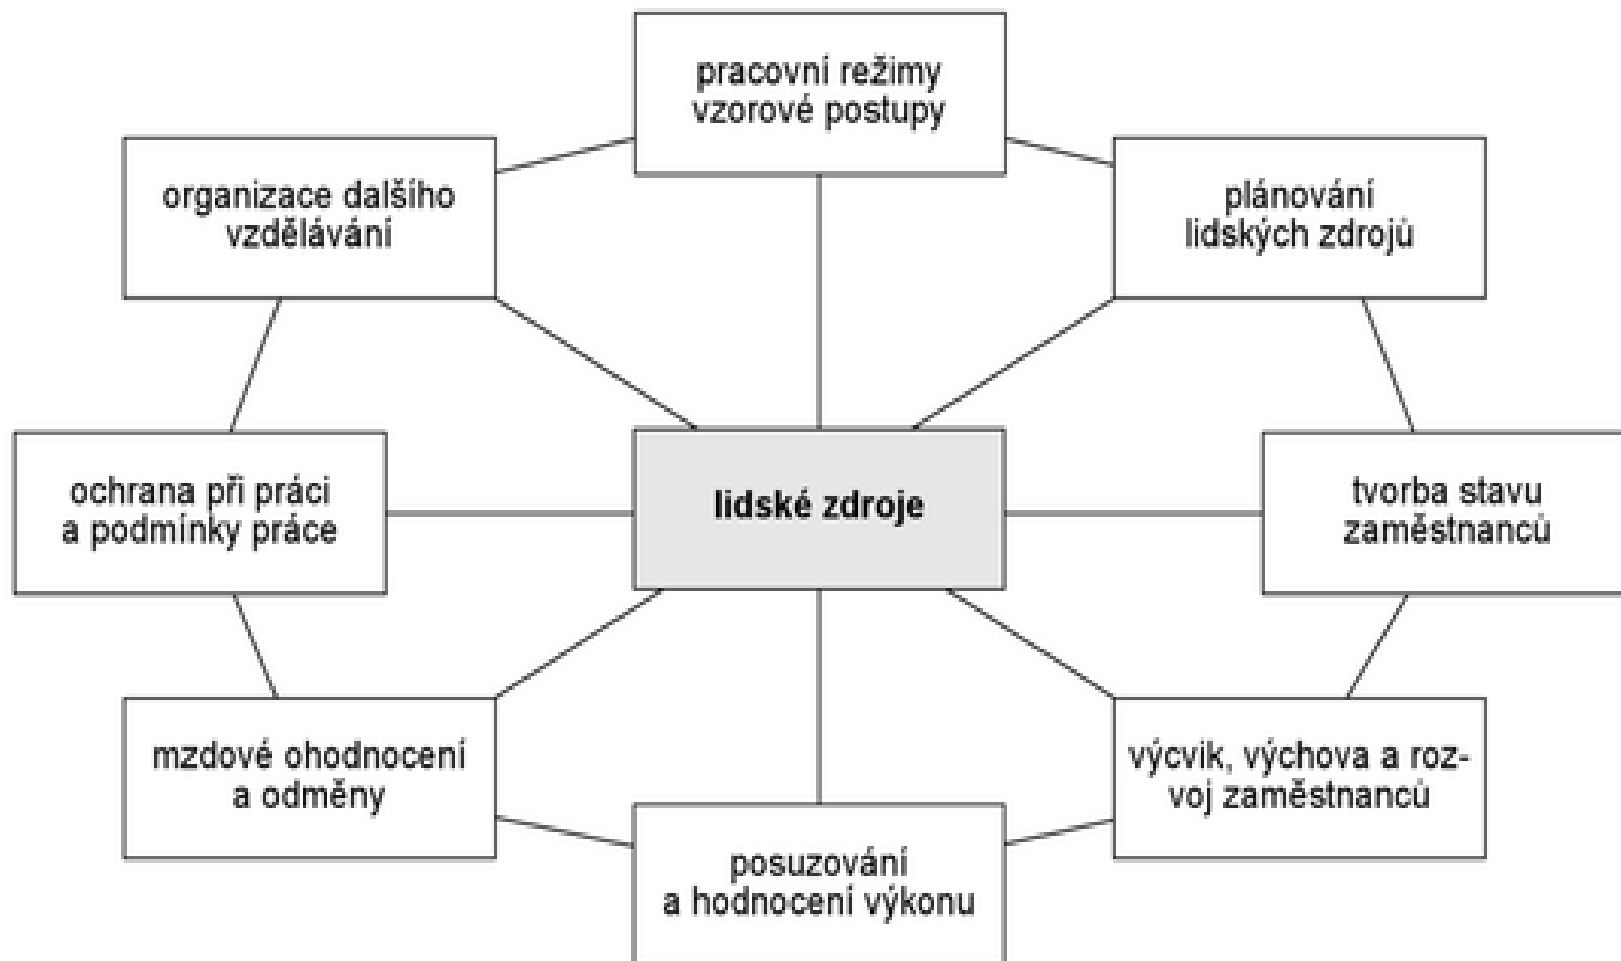 pracovní režimy
vzorové postupy
organizace dalšího
vzdělávání
plánování
lidských zdrojů
ochrana při práci
a podmínky práce
lidské zdroje
tvorba stavu
zaměstnanců
mzdové ohodnocení
a odměny
výcvik, výchova a roz-
voj zaměstnanců
posuzování
a hodnocení výkonu